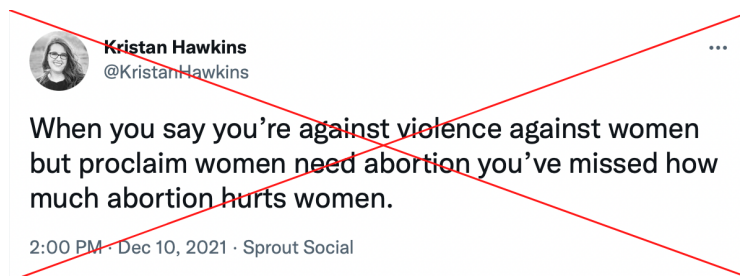 Kristan Hawkins
@KristanHawkins
When you say you’re against violence against women
but proclaim women need abortion you’ve missed how
much abortion hurts women.
2:00 PM · Dec 10, 2021 · Sprout Social